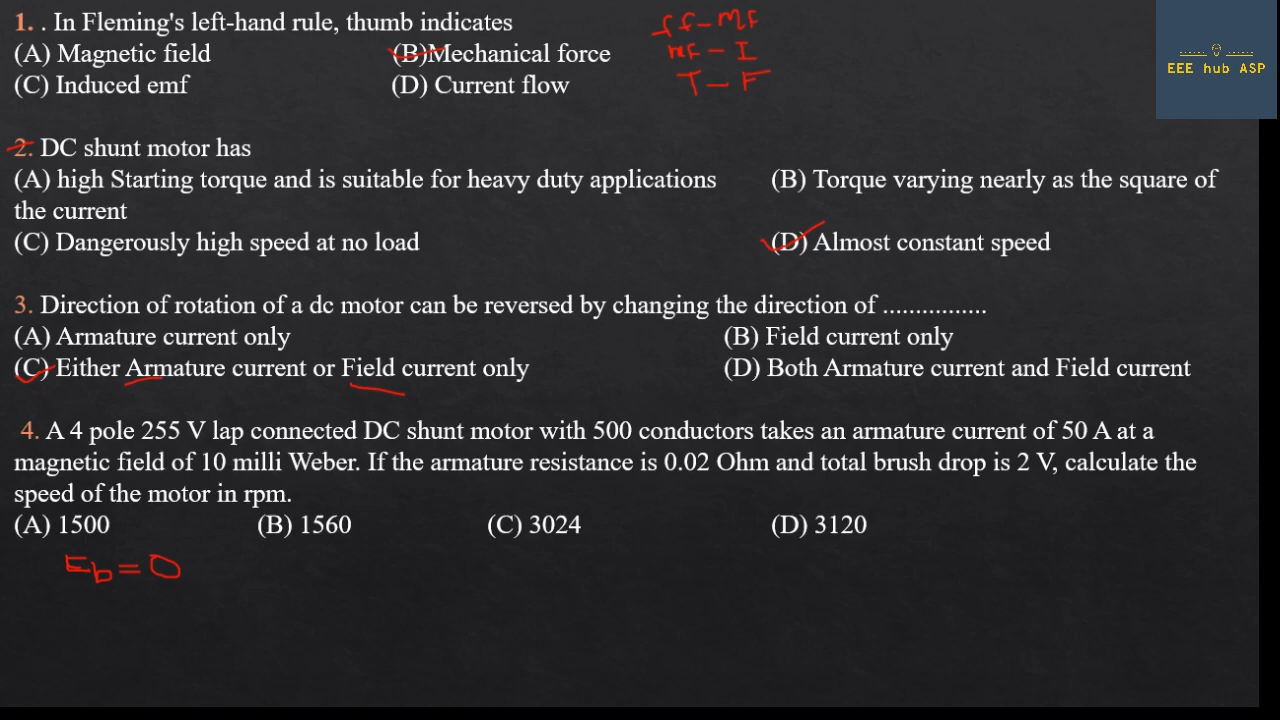 1. . In Fleming's left-hand rule, thumb indicates
(A) Magnetic field (B)Mechanical force
(C) Induced emf (D) Current flow
ff - MF
mf - I
T - F
EEE hub ASP
2. DC shunt motor has
(A) high Starting torque and is suitable for heavy duty applications (B) Torque varying nearly as the square of
the current
(C) Dangerously high speed at no load (D) Almost constant speed
3. Direction of rotation of a dc motor can be reversed by changing the direction of ................
(A) Armature current only (B) Field current only
(C) Either Armature current or Field current only (D) Both Armature current and Field current
4. A 4 pole 255 V lap connected DC shunt motor with 500 conductors takes an armature current of 50 A at a
magnetic field of 10 milli Weber. If the armature resistance is 0.02 Ohm and total brush drop is 2 V, calculate the
speed of the motor in rpm.
(A) 1500 (B) 1560 (C) 3024 (D) 3120
Eb = O